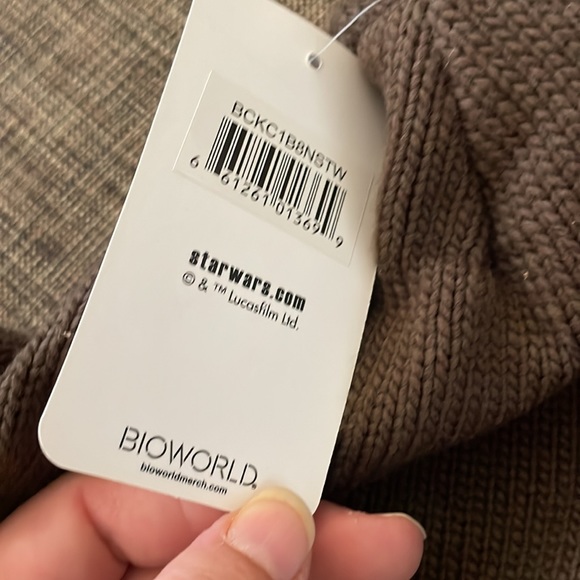 BCKC1B8NSTW
6 61261 01369 9
starwars.com
© & ™ Lucasfilm Ltd.
BIOWORLD®
bioworldmerch.com